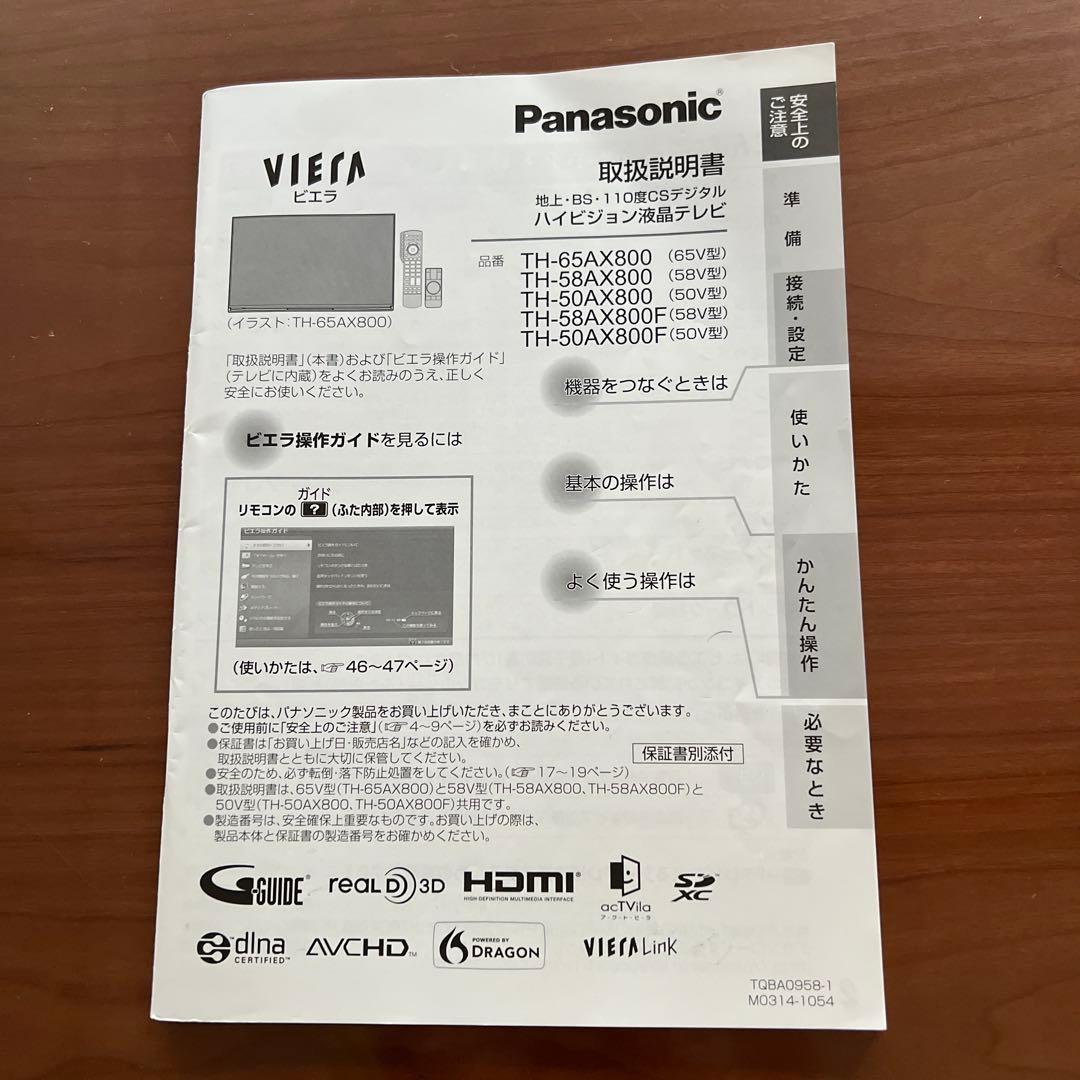 Panasonic®
VIERA
ビエラ
取扱説明書
地上・BS・110度CSデジタル
ハイビジョン液晶テレビ
品番 TH-65AX800 (65V型)
TH-58AX800 (58V型)
TH-50AX800 (50V型)
TH-58AX800F(58V型)
TH-50AX800F(50V型)
(イラスト:TH-65AX800)
「取扱説明書」(本書)および「ビエラ操作ガイド」
(テレビに内蔵)をよくお読みのうえ、正しく
安全にお使いください。
ビエラ操作ガイドを見るには
ガイド
リモコンの ? (ふた内部)を押して表示
ビエラ操作ガイド
(使いかたは、☞46~47ページ)
機器をつなぐときは
基本の操作は
よく使う操作は
安全上の
ご注意
準備
接続・設定
使いかた
かんたん操作
必要なとき
このたびは、パナソニック製品をお買い上げいただき、まことにありがとうございます。
●ご使用前に「安全上のご注意」(☞4~9ページ)を必ずお読みください。
●保証書は「お買い上げ日・販売店名」などの記入を確かめ、
取扱説明書とともに大切に保管してください。
保証書別添付
●安全のため、必ず転倒・落下防止処置をしてください。(☞17~19ページ)
●取扱説明書は、65V型(TH-65AX800)と58V型(TH-58AX800、TH-58AX800F)と
50V型(TH-50AX800、TH-50AX800F)共用です。
●製造番号は、安全確保上重要なものです。お買い上げの際は、
製品本体と保証書の製造番号をお確かめください。
G-GUIDE®
REAL D 3D
HDMI®
HIGH-DEFINITION MULTIMEDIA INTERFACE
acTVila
ア・ク・ト・ビ・ラ
SD XC™
dlna
CERTIFIED™
AVCHD™
POWERED BY
DRAGON
VIERA Link
TQBA0958-1
M0314-1054